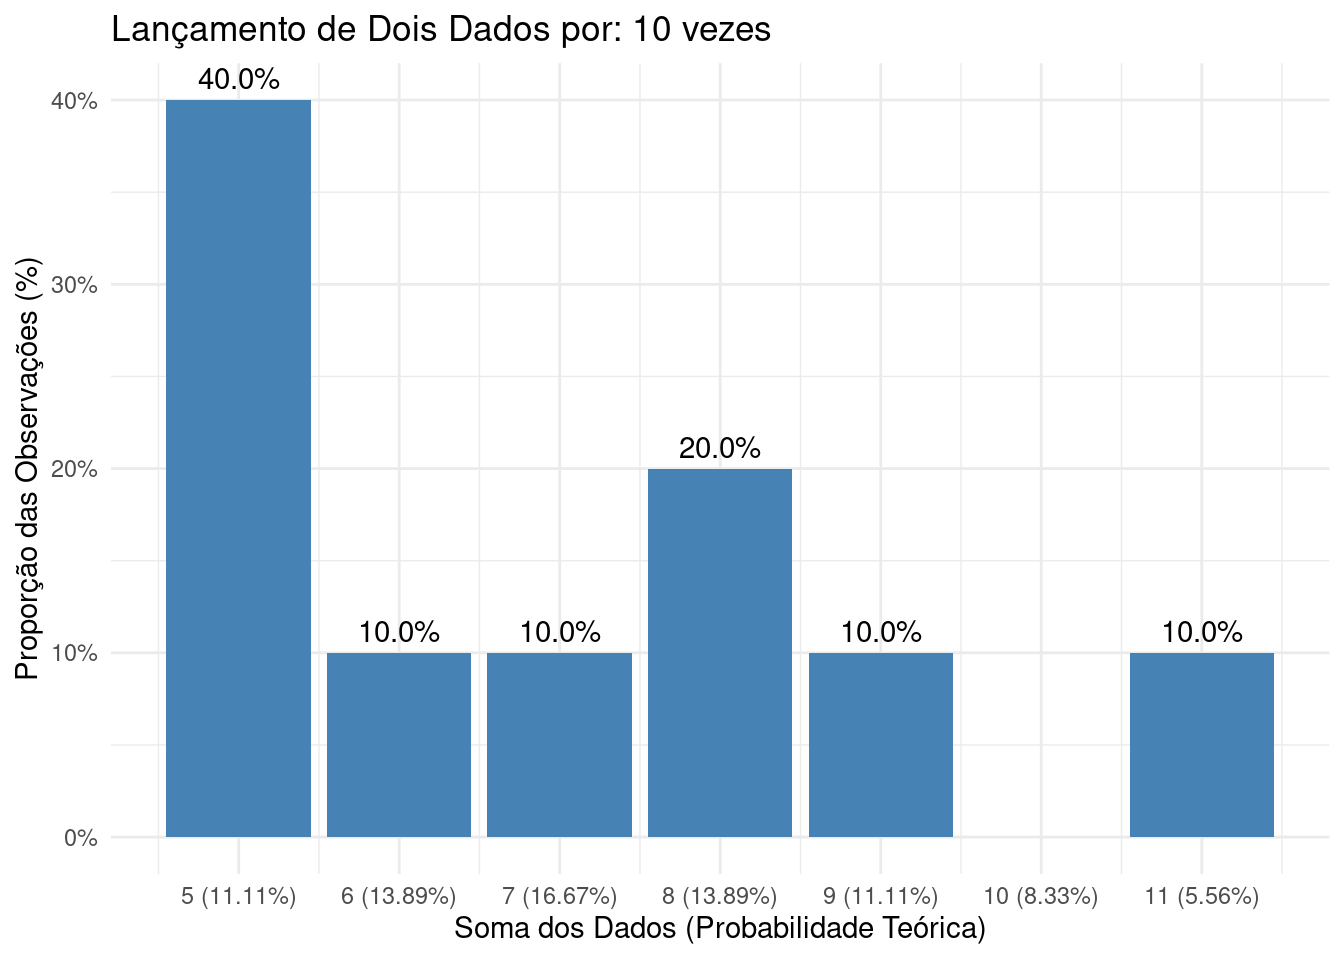 Lançamento de Dois Dados por: 10 vezes
40.0%
40%
30%
Proporção das Observações (%)
20.0%
20%
10.0% 10.0% 10.0% 10.0%
10%
0%
5 (11.11%) 6 (13.89%) 7 (16.67%) 8 (13.89%) 9 (11.11%) 10 (8.33%) 11 (5.56%)
Soma dos Dados (Probabilidade Teórica)